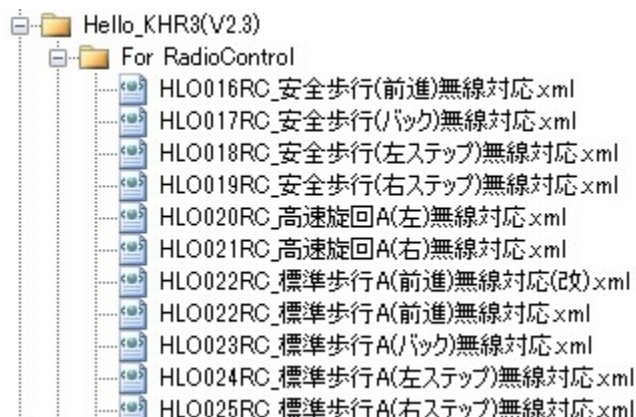 Hello_KHR3(V2.3)
For RadioControl
HLO016RC_安全歩行(前進)無線対応.xml
HLO017RC_安全歩行(バック)無線対応.xml
HLO018RC_安全歩行(左ステップ)無線対応.xml
HLO019RC_安全歩行(右ステップ)無線対応.xml
HLO020RC_高速旋回A(左)無線対応.xml
HLO021RC_高速旋回A(右)無線対応.xml
HLO022RC_標準歩行A(前進)無線対応(改).xml
HLO022RC_標準歩行A(前進)無線対応.xml
HLO023RC_標準歩行A(バック)無線対応.xml
HLO024RC_標準歩行A(左ステップ)無線対応.xml
HLO025RC_標準歩行A(右ステップ)無線対応.xml